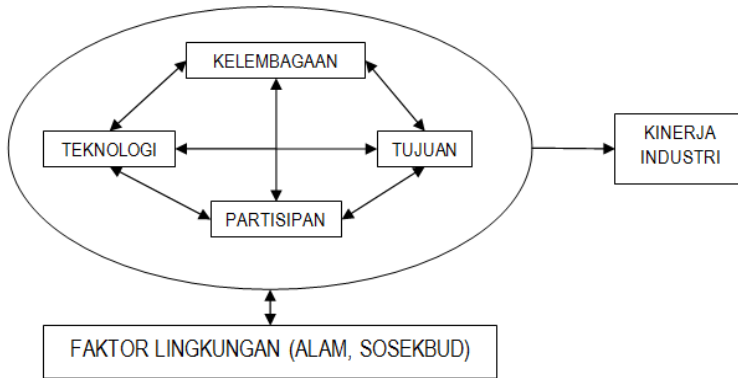 KELEMBAGAAN
TEKNOLOGI
TUJUAN
PARTISIPAN
KINERJA
INDUSTRI
FAKTOR LINGKUNGAN (ALAM, SOSEKBUD)